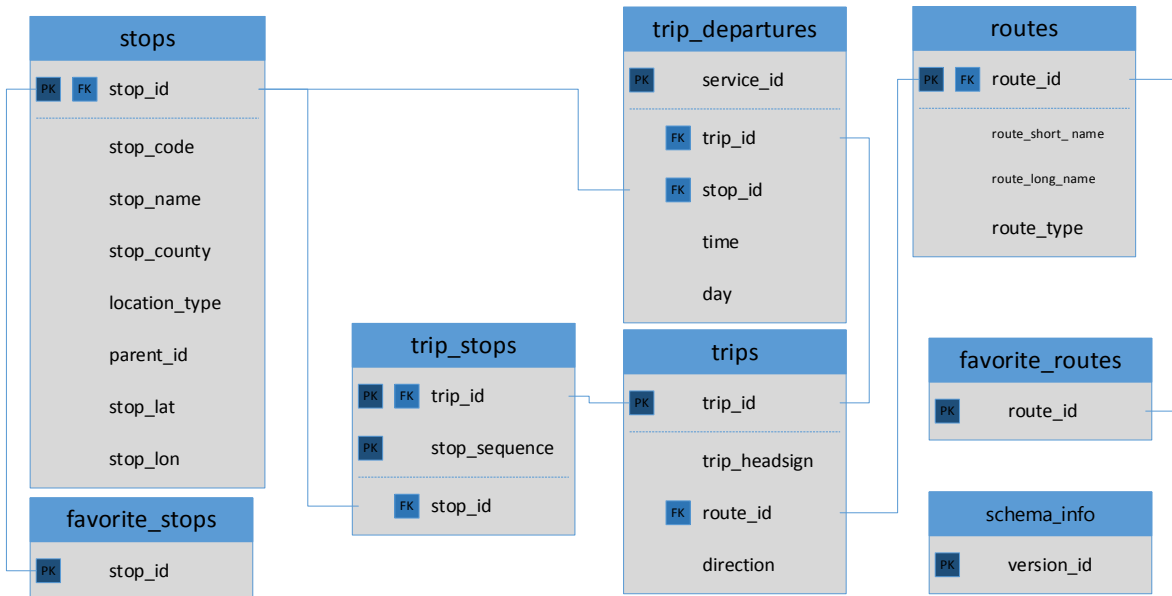 stops
PK FK stop_id
stop_code
stop_name
stop_county
location_type
parent_id
stop_lat
stop_lon
favorite_stops
PK stop_id
trip_stops
PK FK trip_id
PK stop_sequence
FK stop_id
trip_departures
PK service_id
FK trip_id
FK stop_id
time
day
trips
PK trip_id
trip_headsign
FK route_id
direction
routes
PK FK route_id
route_short_ name
route_long_name
route_type
favorite_routes
PK route_id
schema_info
PK version_id